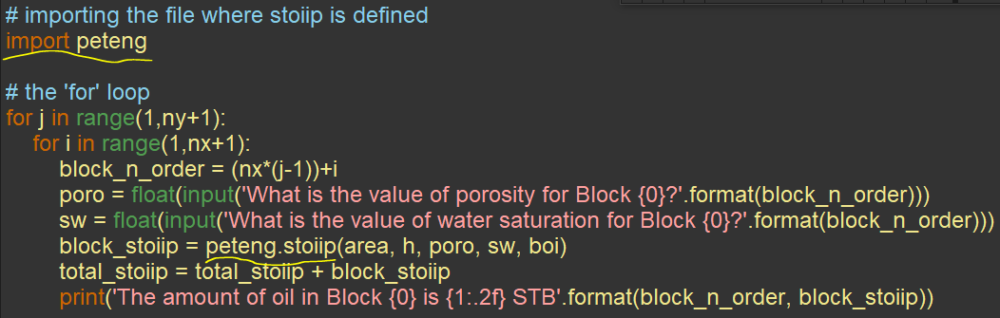 # importing the file where stoiip is defined
import peteng
# the 'for' loop
for j in range(1,ny+1):
for i in range(1,nx+1):
block_n_order = (nx*(j-1))+i
poro = float(input('What is the value of porosity for Block {0}?'.format(block_n_order)))
sw = float(input('What is the value of water saturation for Block {0}?'.format(block_n_order)))
block_stoiip = peteng.stoiip(area, h, poro, sw, boi)
total_stoiip = total_stoiip + block_stoiip
print('The amount of oil in Block {0} is {1:.2f} STB'.format(block_n_order, block_stoiip))